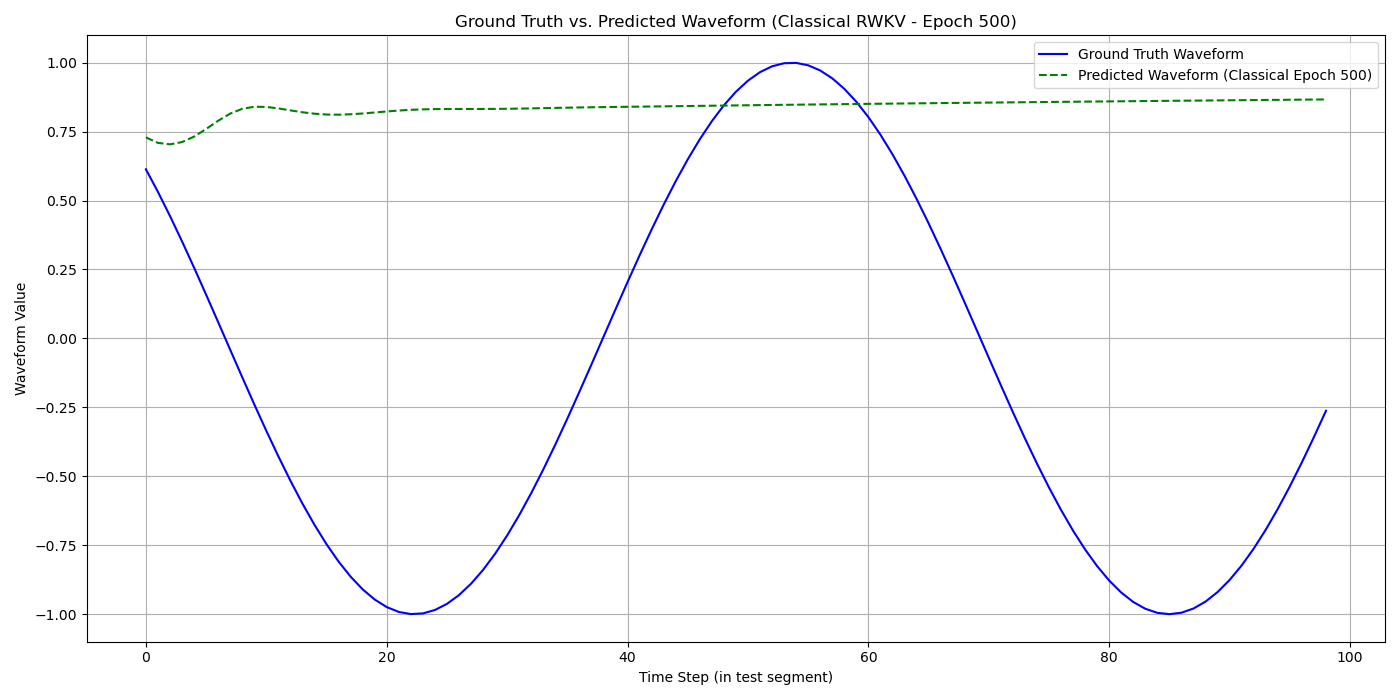 Ground Truth vs. Predicted Waveform (Classical RWKV - Epoch 500)
Ground Truth Waveform
Predicted Waveform (Classical Epoch 500)
Waveform Value
1.00
0.75
0.50
0.25
0.00
−0.25
−0.50
−0.75
−1.00
0 20 40 60 80 100
Time Step (in test segment)